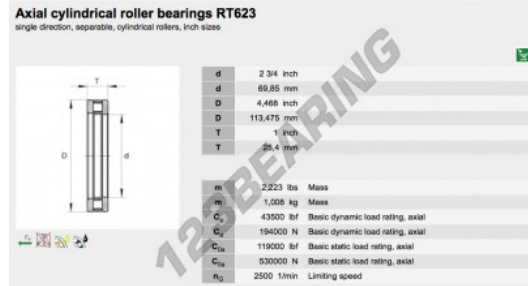 Axial cylindrical roller bearings RT623
single direction, separable, cylindrical rollers, inch sizes
d 2 3/4 inch
d 69,85 mm
D 4,468 inch
D 113,475 mm
T 1 inch
T 25,4 mm
T
D
d
m 2,223 lbs Mass
m 1,008 kg Mass
Ca 43500 lbf Basic dynamic load rating, axial
Ca 194000 N Basic dynamic load rating, axial
C0a 119000 lbf Basic static load rating, axial
C0a 530000 N Basic static load rating, axial
nG 2500 1/min Limiting speed
123BEARING